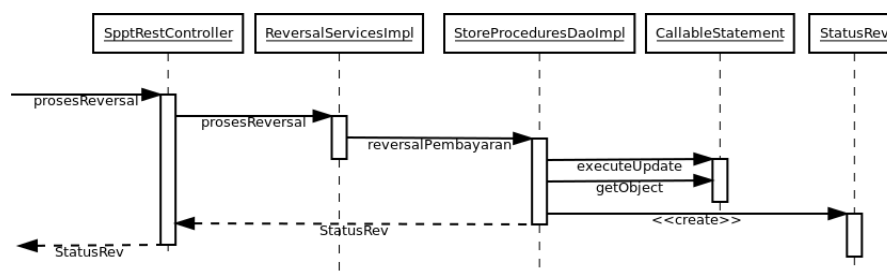 SpptRestController
ReversalServicesImpl
StoreProceduresDaoImpl
CallableStatement
StatusRev
prosesReversal
prosesReversal
reversalPembayaran
executeUpdate
getObject
<<create>>
StatusRev
StatusRev